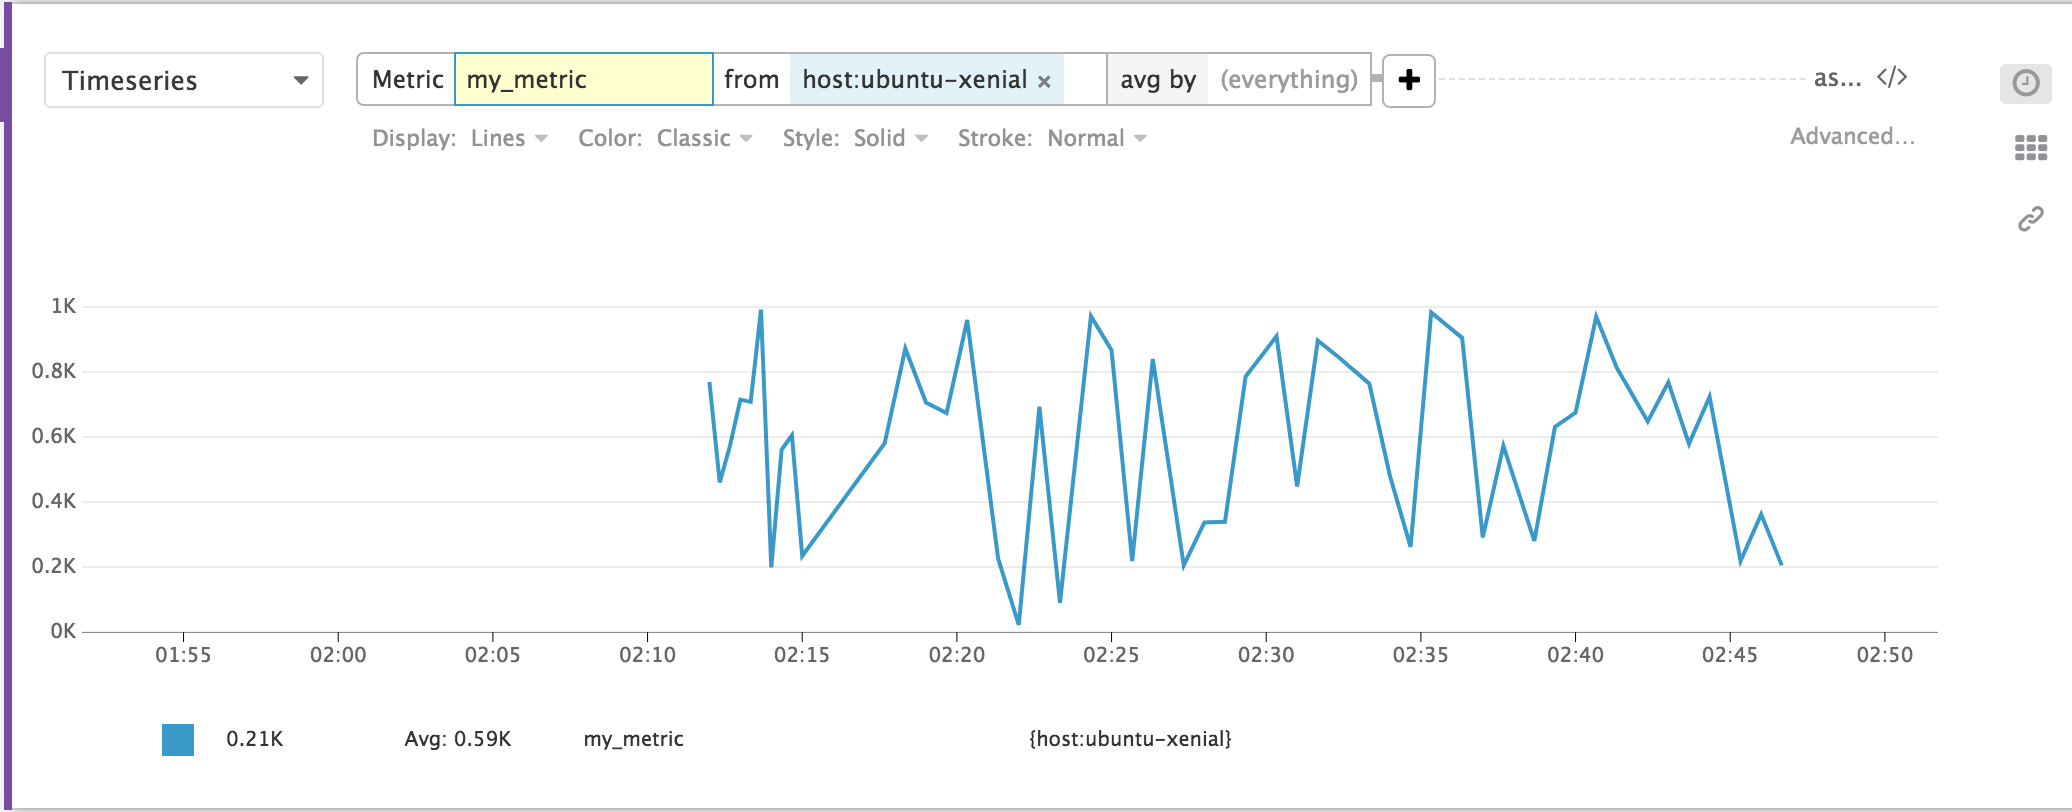 Timeseries Metric my_metric from host:ubuntu-xenial × avg by (everything) + as... </>
Display: Lines Color: Classic Style: Solid Stroke: Normal Advanced...
1K
0.8K
0.6K
0.4K
0.2K
0K
01:55 02:00 02:05 02:10 02:15 02:20 02:25 02:30 02:35 02:40 02:45 02:50
0.21K Avg: 0.59K my_metric {host:ubuntu-xenial}